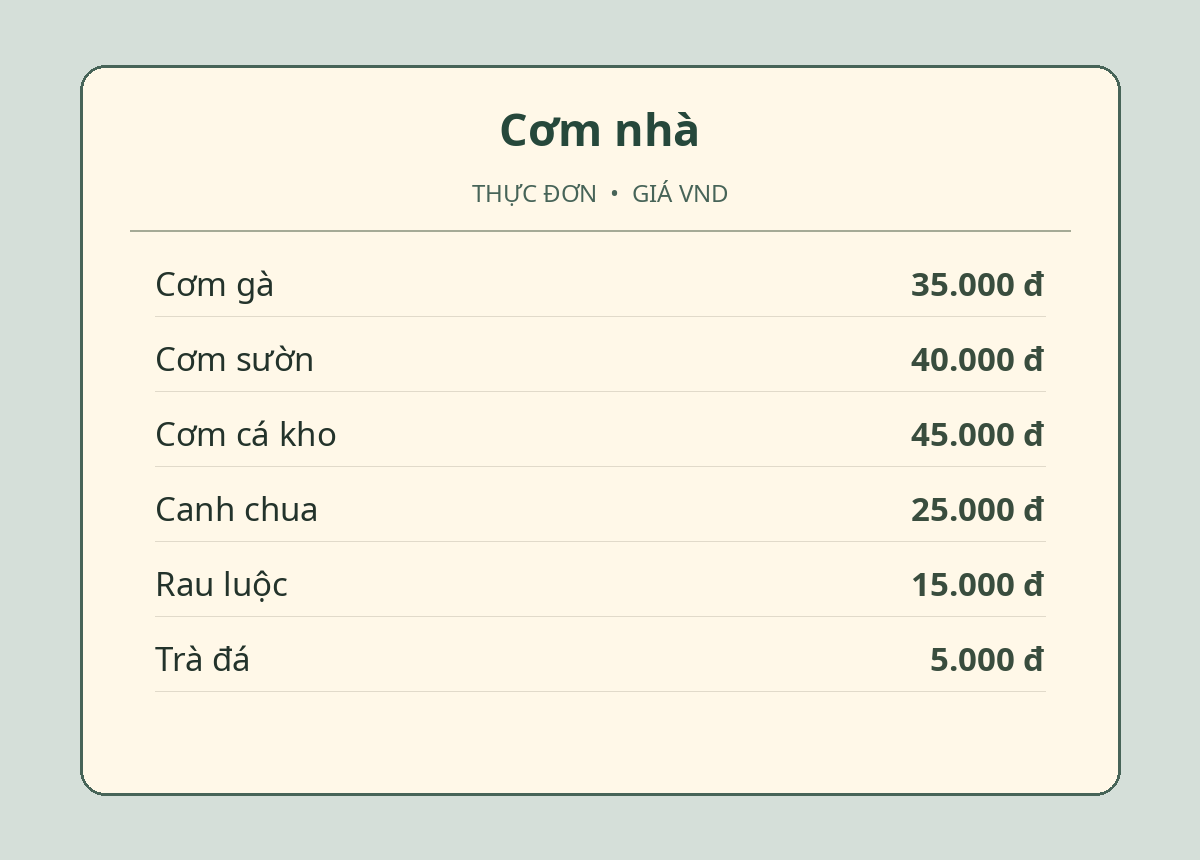 Cơm nhà
THỰC ĐƠN • GIÁ VND
Cơm gà 35.000 đ
Cơm sườn 40.000 đ
Cơm cá kho 45.000 đ
Canh chua 25.000 đ
Rau luộc 15.000 đ
Trà đá 5.000 đ